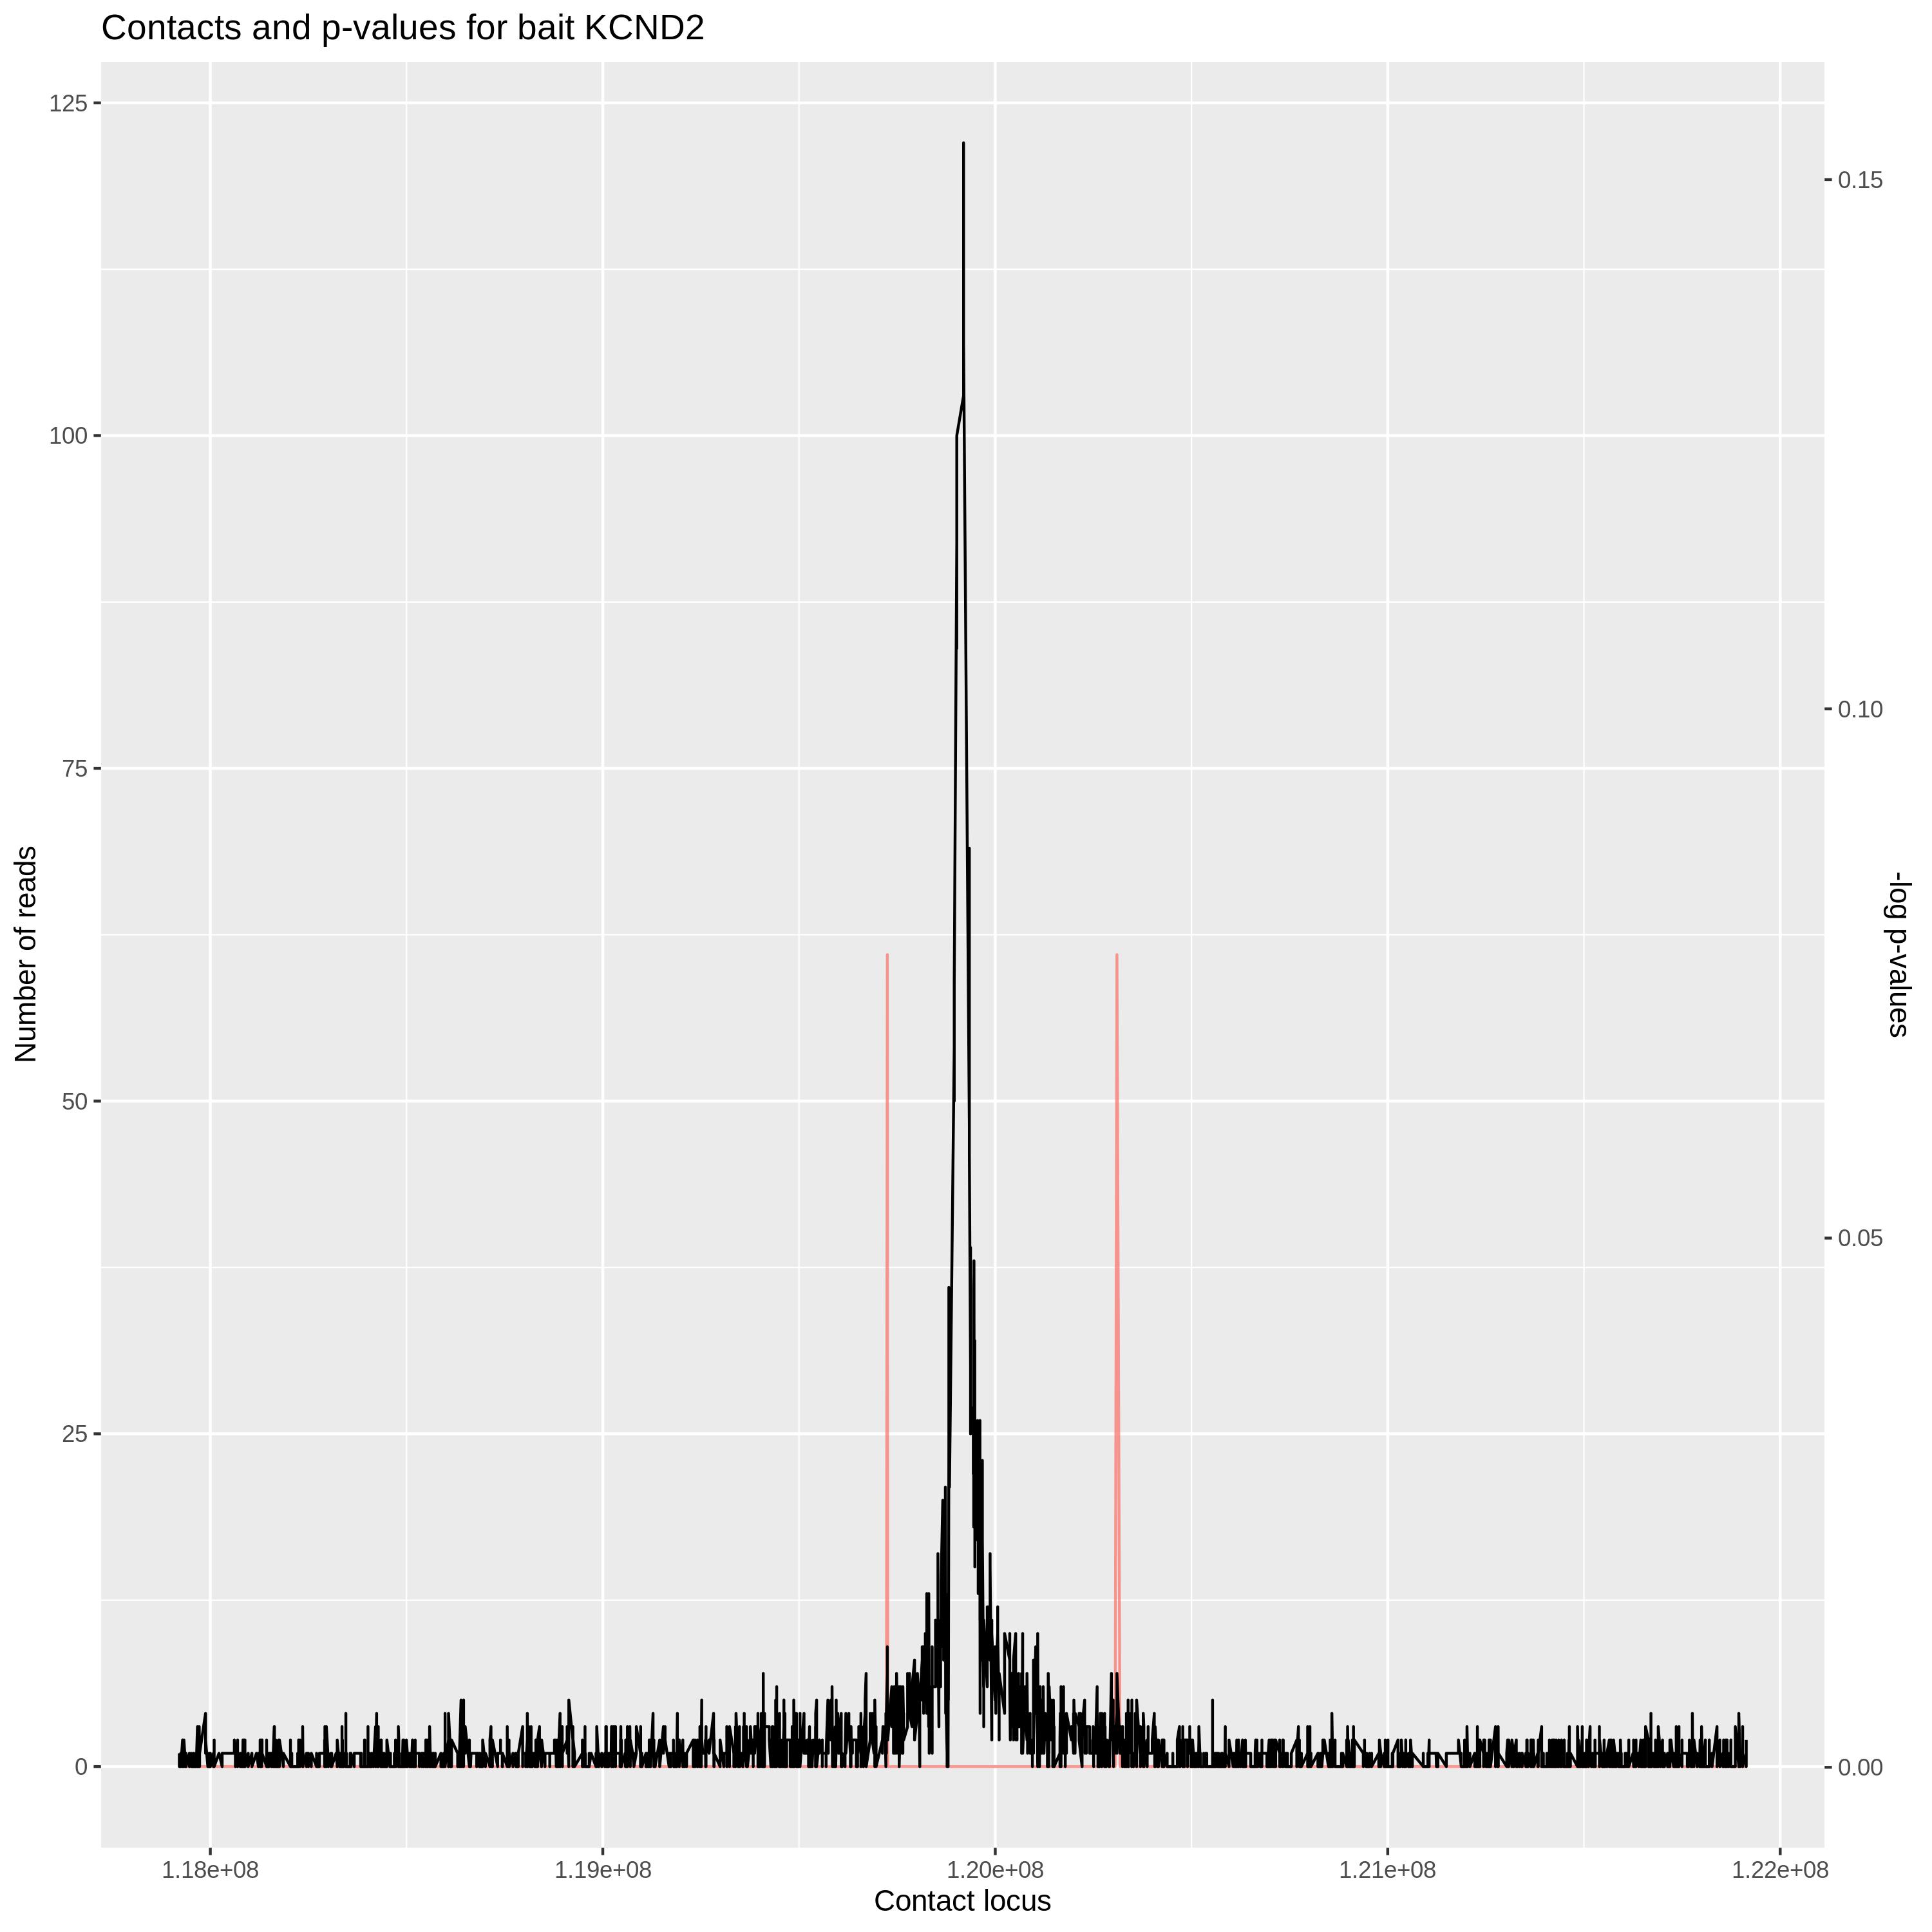 Contacts and p-values for bait KCND2
125
100
75
50
25
0
Number of reads
0.15
0.10
0.05
0.00
-log p-values
1.18e+08
1.19e+08
1.20e+08
1.21e+08
1.22e+08
Contact locus